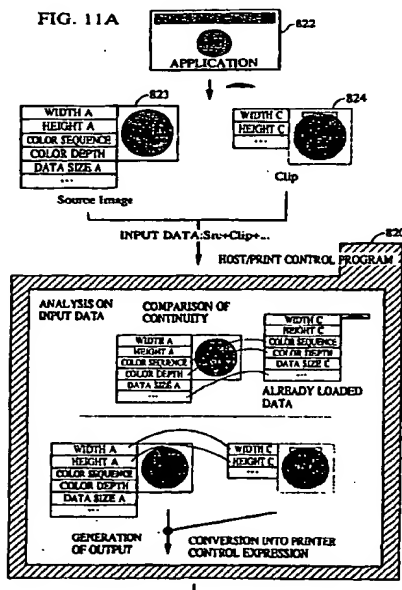 FIG. 11A
822
APPLICATION
823
WIDTH A
HEIGHT A
COLOR SEQUENCE
COLOR DEPTH
DATA SIZE A
...
Source Image
824
WIDTH C
HEIGHT C
...
Clip
INPUT DATA:Src+Clip+...
820
HOST/PRINT CONTROL PROGRAM
ANALYSIS ON
INPUT DATA
COMPARISON OF
CONTINUITY
WIDTH A
HEIGHT A
COLOR SEQUENCE
COLOR DEPTH
DATA SIZE A
...
WIDTH C
HEIGHT C
COLOR SEQUENCE
COLOR DEPTH
DATA SIZE C
...
ALREADY LOADED
DATA
WIDTH A
HEIGHT A
COLOR SEQUENCE
COLOR DEPTH
DATA SIZE A
...
WIDTH C
HEIGHT C
...
GENERATION
OF OUTPUT
CONVERSION INTO PRINTER
CONTROL EXPRESSION